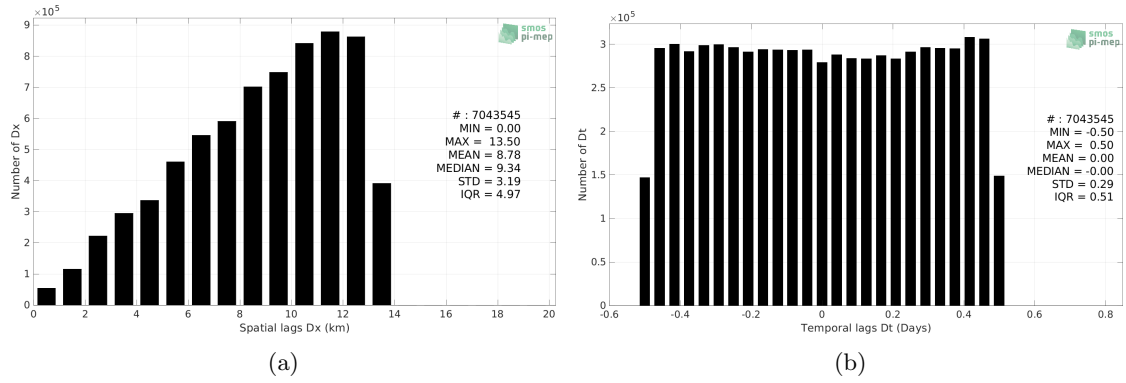 ×10⁵
9
8
7
6
5
4
3
2
1
0
Number of Dx
0 2 4 6 8 10 12 14 16 18 20
Spatial lags Dx (km)
smos
pi-mep
# : 7043545
MIN = 0.00
MAX = 13.50
MEAN = 8.78
MEDIAN = 9.34
STD = 3.19
IQR = 4.97
(a)
×10⁵
3
2.5
2
1.5
1
0.5
0
Number of Dt
-0.6 -0.4 -0.2 0 0.2 0.4 0.6 0.8
Temporal lags Dt (Days)
smos
pi-mep
# : 7043545
MIN = -0.50
MAX = 0.50
MEAN = 0.00
MEDIAN = -0.00
STD = 0.29
IQR = 0.51
(b)